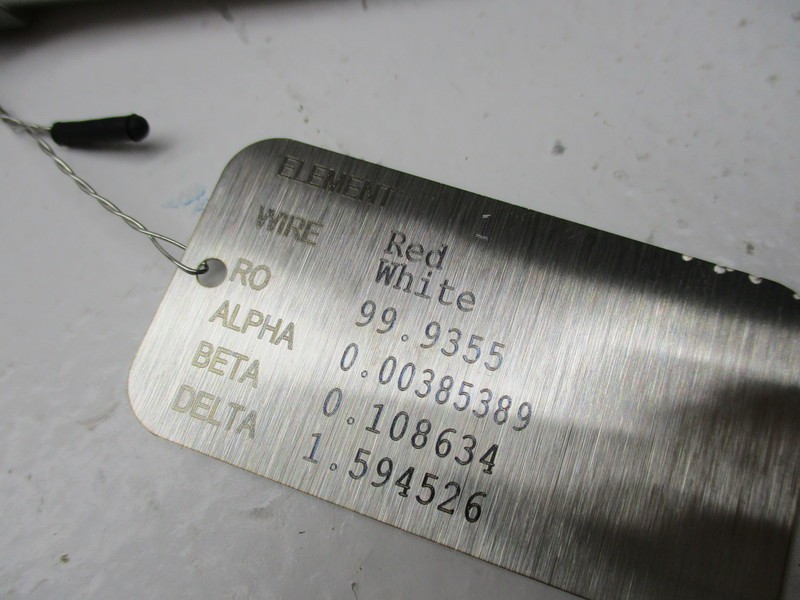 ELEMENT
WIRE Red
White
RO 99.9355
ALPHA 0.00385389
BETA 0.108634
DELTA 1.594526